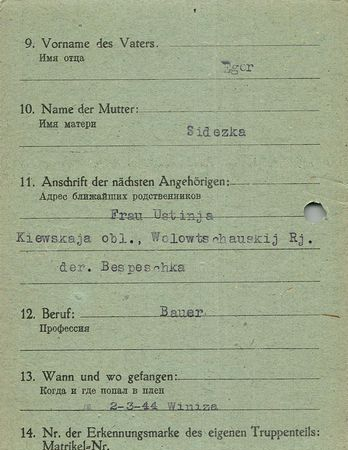 9. Vorname des Vaters.
Имя отца
Egor
10. Name der Mutter:
Имя матери
Sidezka
11. Anschrift der nächsten Angehörigen:
Адрес ближайших родственников
Frau Ustinja
Kiewskaja obl., Wolowtschauskij Rj.
der. Bespeschka
12. Beruf:
Bauer
Профессия
13. Wann und wo gefangen:
Когда и где попал в плен
2-3-44 Winiza
14. Nr. der Erkennungsmarke des eigenen Truppenteils:
Matrikel-Nr.